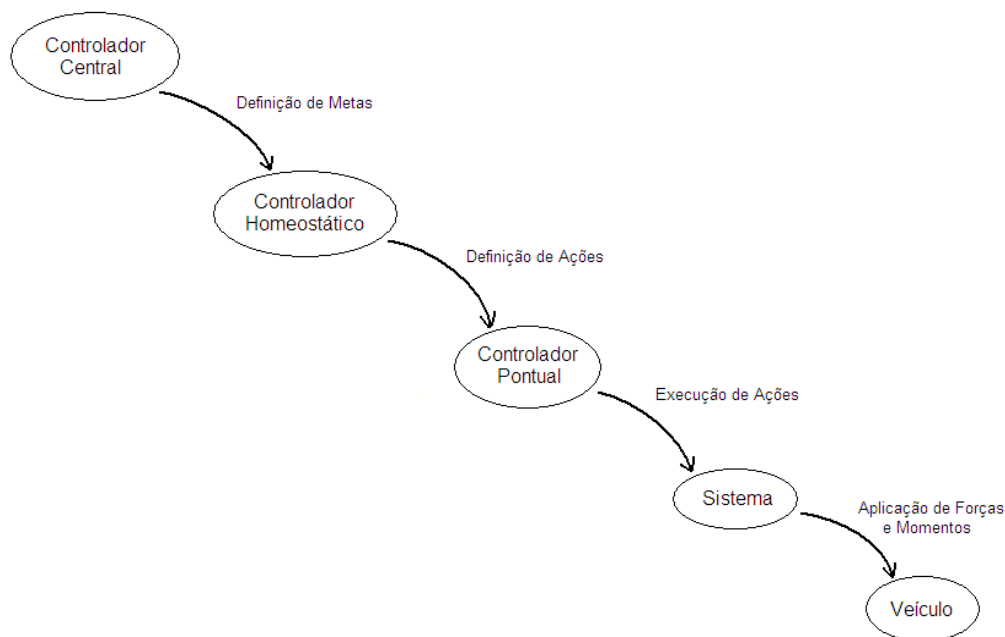 Controlador
Central
Definição de Metas
Controlador
Homeostático
Definição de Ações
Controlador
Pontual
Execução de Ações
Sistema
Aplicação de Forças
e Momentos
Veículo